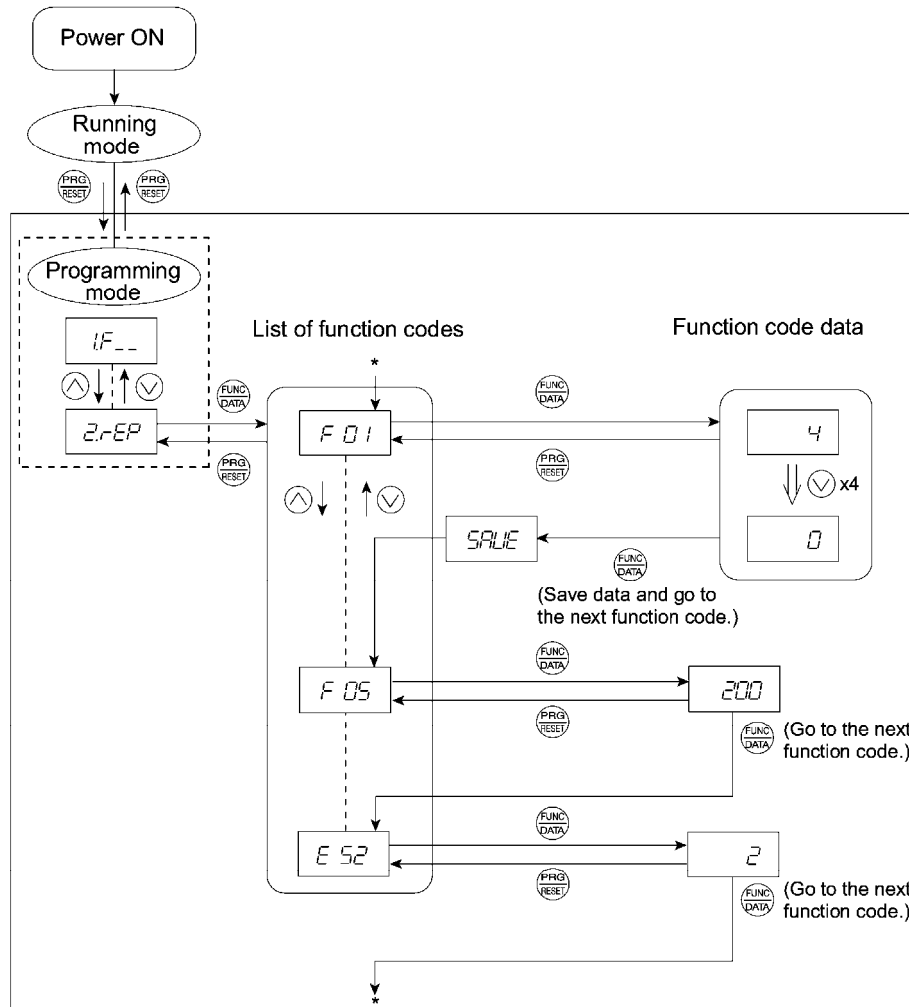 Power ON
Running
mode
PRG
RESET
PRG
RESET
Programming
mode
1.F__
2.rEP
FUNC
DATA
PRG
RESET
List of function codes
*
F 01
F 05
E 52
FUNC
DATA
PRG
RESET
Function code data
4
x4
0
SAVE
FUNC
DATA
(Save data and go to
the next function code.)
FUNC
DATA
PRG
RESET
200
FUNC
DATA
(Go to the next
function code.)
FUNC
DATA
PRG
RESET
2
FUNC
DATA
(Go to the next
function code.)
*